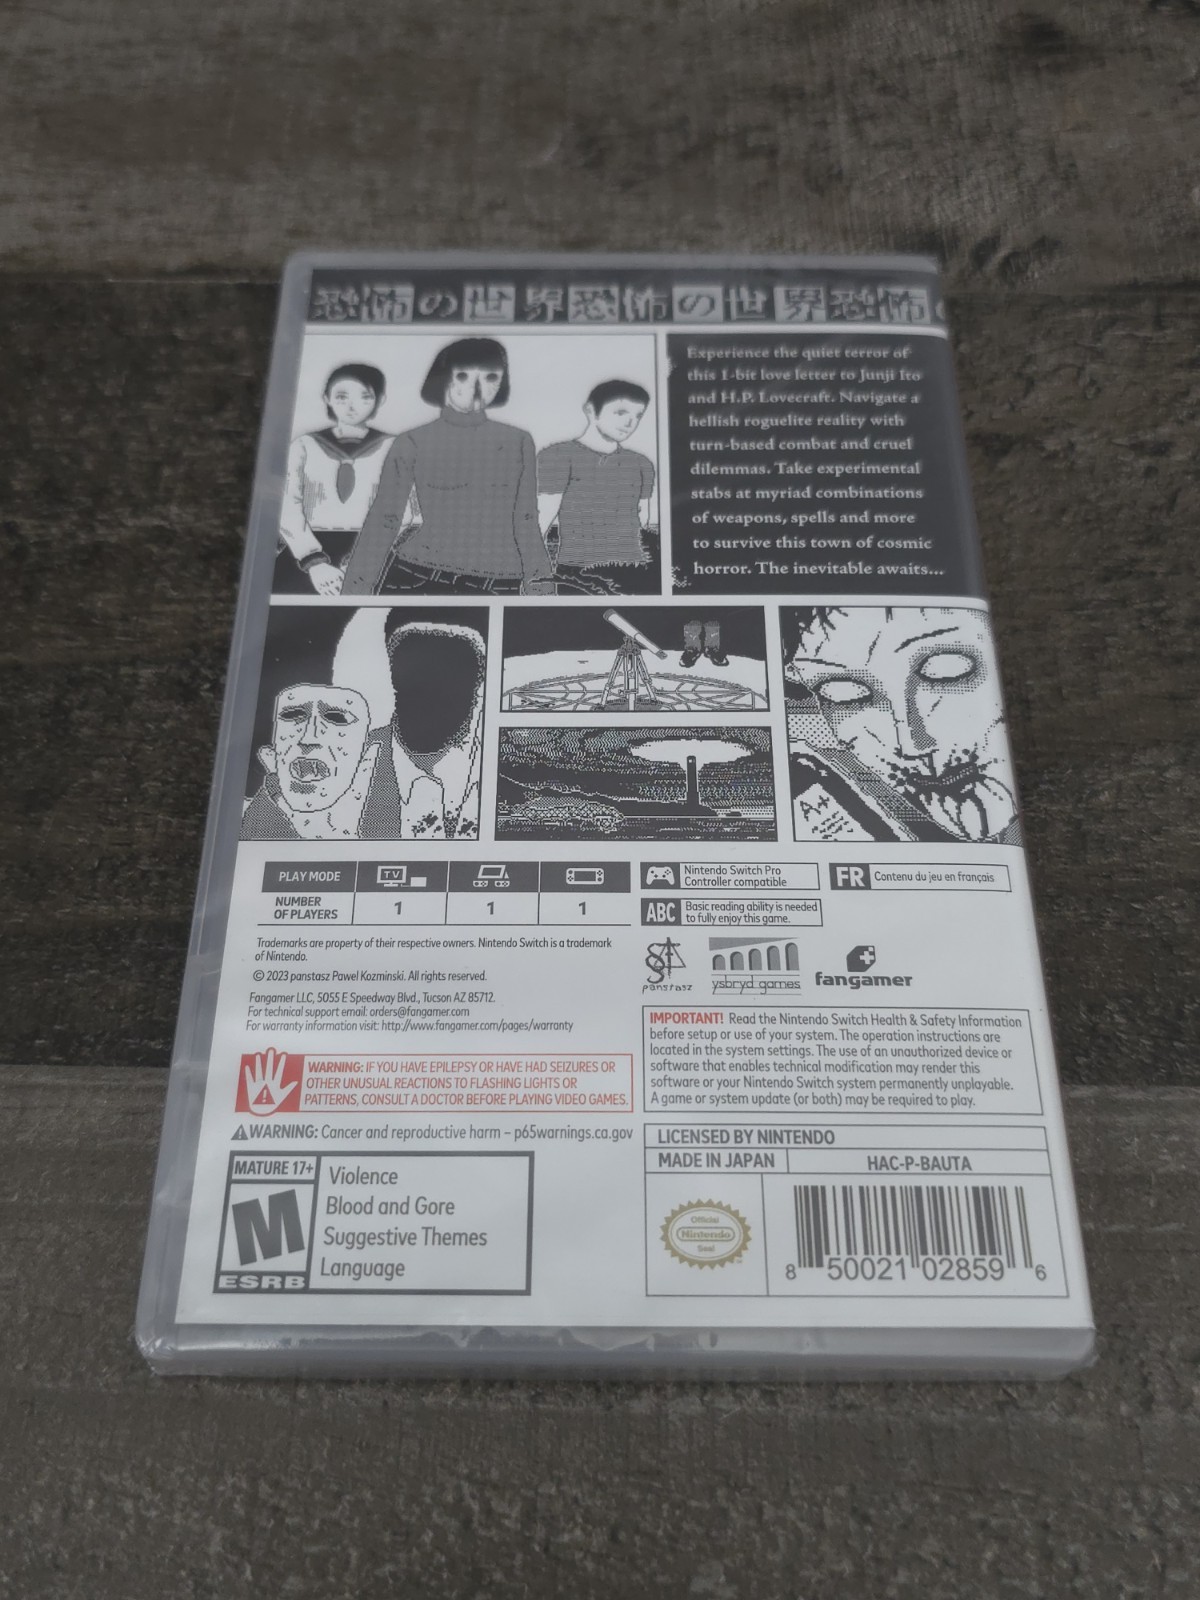 恐怖の世界恐怖の世界恐怖
Experience the quiet terror of
this 1-bit love letter to Junji Ito
and H.P. Lovecraft. Navigate a
hellish roguelite reality with
turn-based combat and cruel
dilemmas. Take experimental
stabs at myriad combinations
of weapons, spells and more
to survive this town of cosmic
horror. The inevitable awaits...
A+
PLAY MODE
TV
NUMBER
OF PLAYERS
1
1
1
Nintendo Switch Pro
Controller compatible
FR Contenu du jeu en français
ABC Basic reading ability is needed
to fully enjoy this game.
Trademarks are property of their respective owners. Nintendo Switch is a trademark
of Nintendo.
© 2023 panstasz Pawel Kozminski. All rights reserved.
Fangamer LLC, 5055 E Speedway Blvd., Tucson AZ 85712.
For technical support email: orders@fangamer.com
For warranty information visit: http://www.fangamer.com/pages/warranty
panstasz
ysbryd games
fangamer
WARNING: IF YOU HAVE EPILEPSY OR HAVE HAD SEIZURES OR
OTHER UNUSUAL REACTIONS TO FLASHING LIGHTS OR
PATTERNS, CONSULT A DOCTOR BEFORE PLAYING VIDEO GAMES.
IMPORTANT! Read the Nintendo Switch Health & Safety Information
before setup or use of your system. The operation instructions are
located in the system settings. The use of an unauthorized device or
software that enables technical modification may render this
software or your Nintendo Switch system permanently unplayable.
A game or system update (or both) may be required to play.
WARNING: Cancer and reproductive harm – p65warnings.ca.gov
MATURE 17+
M
ESRB
Violence
Blood and Gore
Suggestive Themes
Language
LICENSED BY NINTENDO
MADE IN JAPAN
HAC-P-BAUTA
Official
Nintendo
Seal
8 50021 02859 6